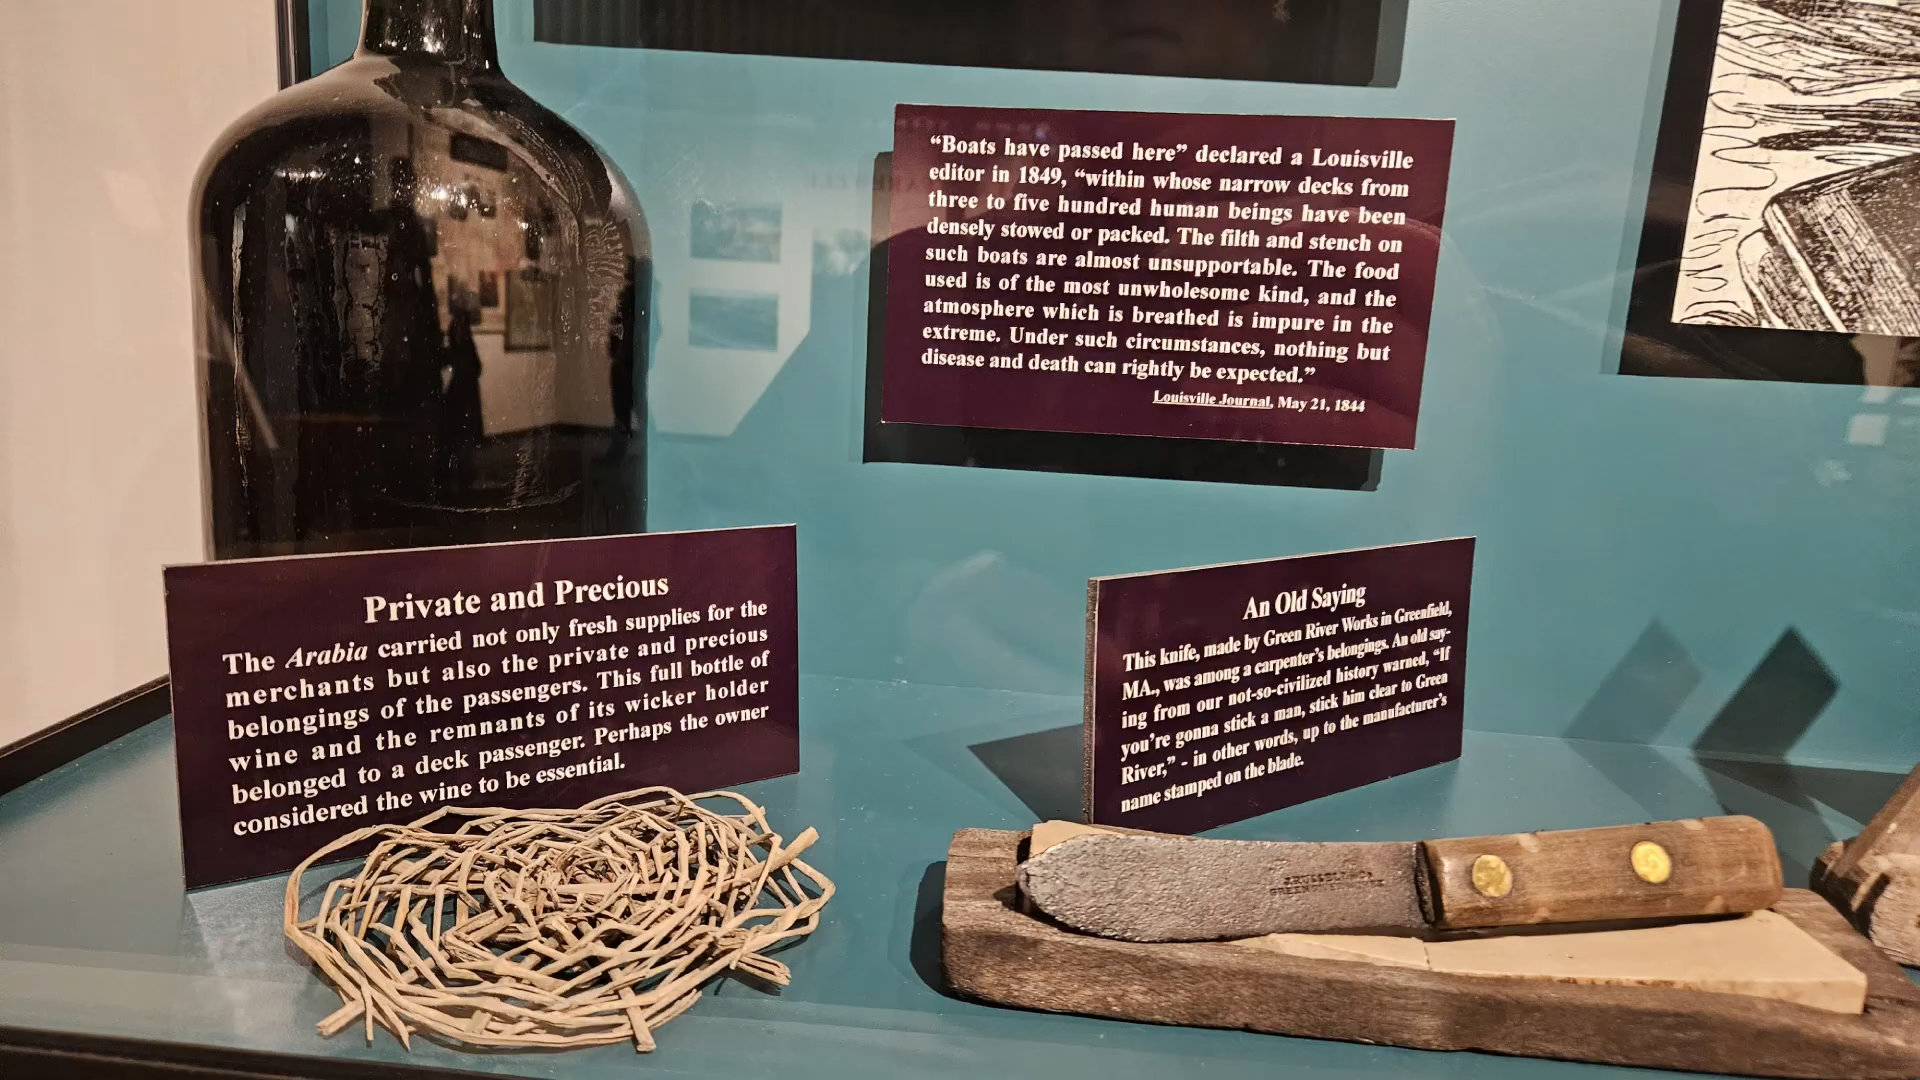 “Boats have passed here” declared a Louisville
editor in 1849, “within whose narrow decks from
three to five hundred human beings have been
densely stowed or packed. The filth and stench on
such boats are almost unsupportable. The food
used is of the most unwholesome kind, and the
atmosphere which is breathed is impure in the
extreme. Under such circumstances, nothing but
disease and death can rightly be expected.”
Louisville Journal, May 21, 1844
Private and Precious
The Arabia carried not only fresh supplies for the
merchants but also the private and precious
belongings of the passengers. This full bottle of
wine and the remnants of its wicker holder
belonged to a deck passenger. Perhaps the owner
considered the wine to be essential.
An Old Saying
This knife, made by Green River Works in Greenfield,
MA., was among a carpenter’s belongings. An old say-
ing from our not-so-civilized history warned, “If
you’re gonna stick a man, stick him clear to Green
River,” - in other words, up to the manufacturer’s
name stamped on the blade.